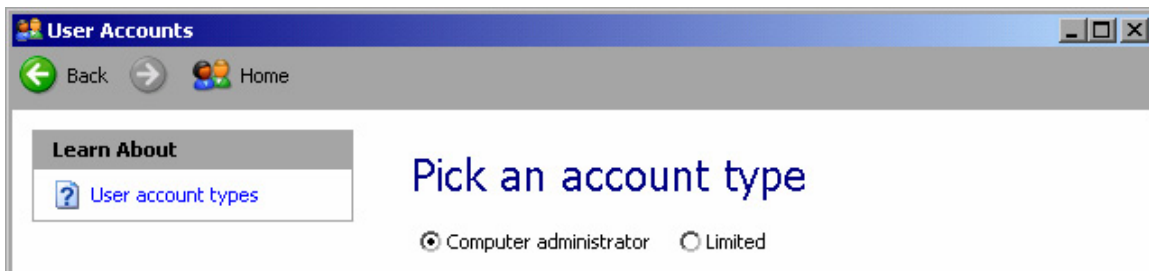 User Accounts
Back Home
Learn About
User account types
Pick an account type
Computer administrator Limited